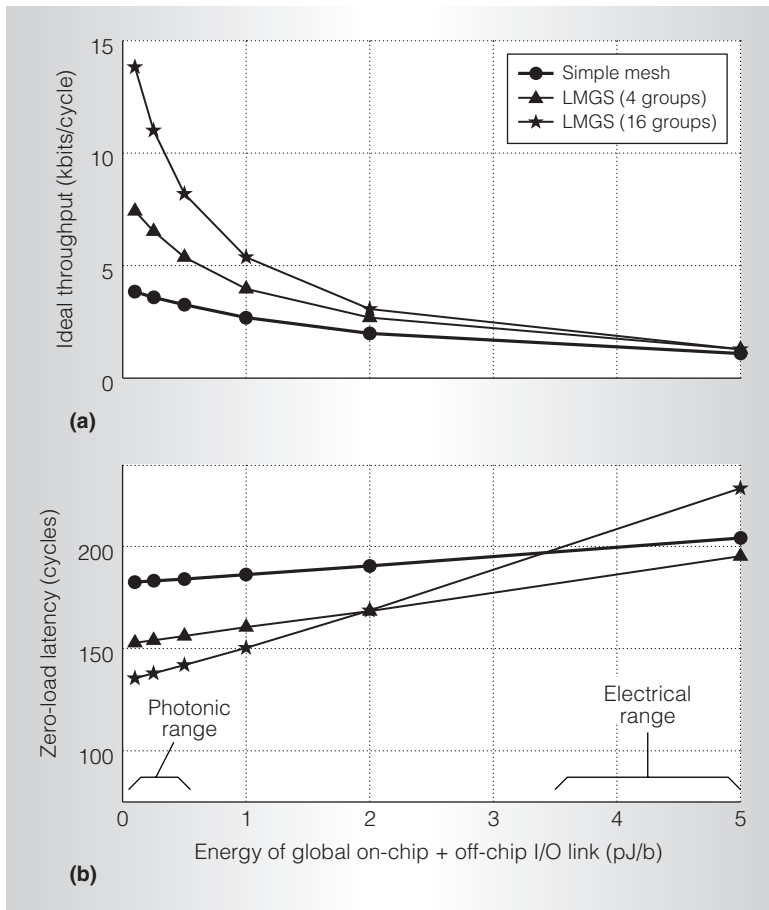 15
10
5
0
Ideal throughput (kbits/cycle)
Simple mesh
LMGS (4 groups)
LMGS (16 groups)
(a)
200
150
100
Zero-load latency (cycles)
Photonic
range
Electrical
range
0 1 2 3 4 5
Energy of global on-chip + off-chip I/O link (pJ/b)
(b)